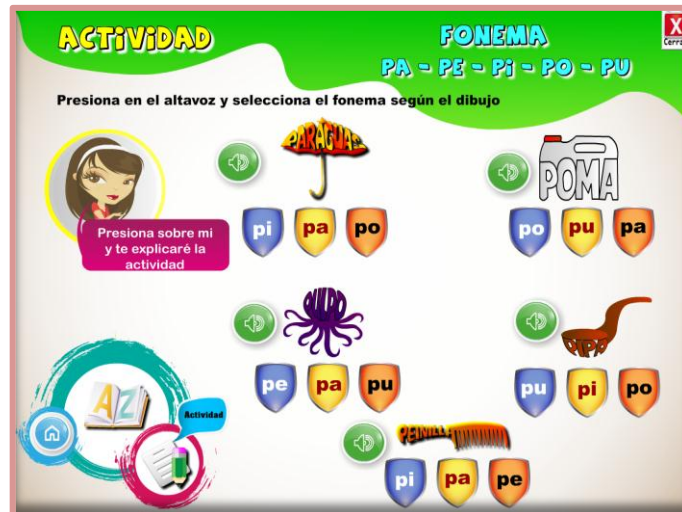 ACTIVIDAD
FONEMA
PA - PE - Pi - PO - PU
Presiona en el altavoz y selecciona el fonema según el dibujo
PARAGUAS
pi pa po
POMA
po pu pa
Presiona sobre mi
y te explicaré la
actividad
PULPO
pe pa pu
PIPA
pu pi po
AZ
Actividad
PEINILLA
pi pa pe